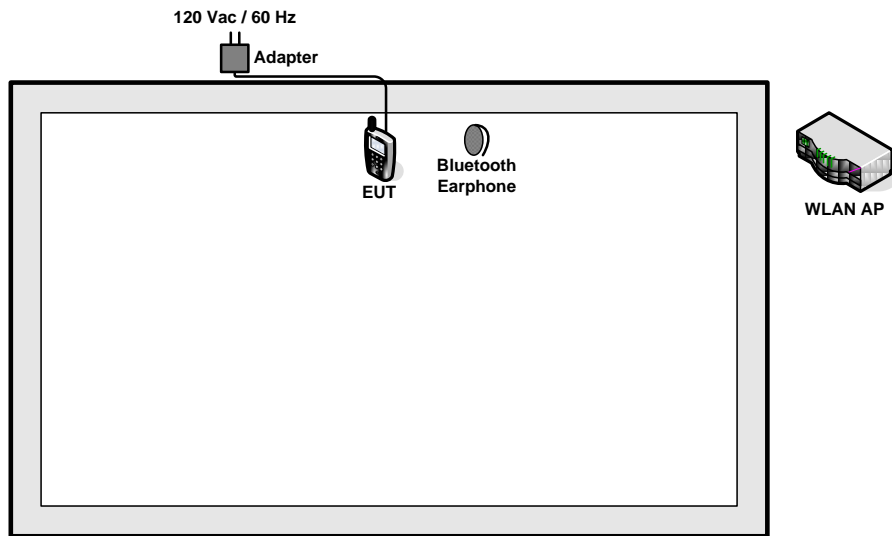 120 Vac / 60 Hz
Adapter
EUT
Bluetooth
Earphone
WLAN AP